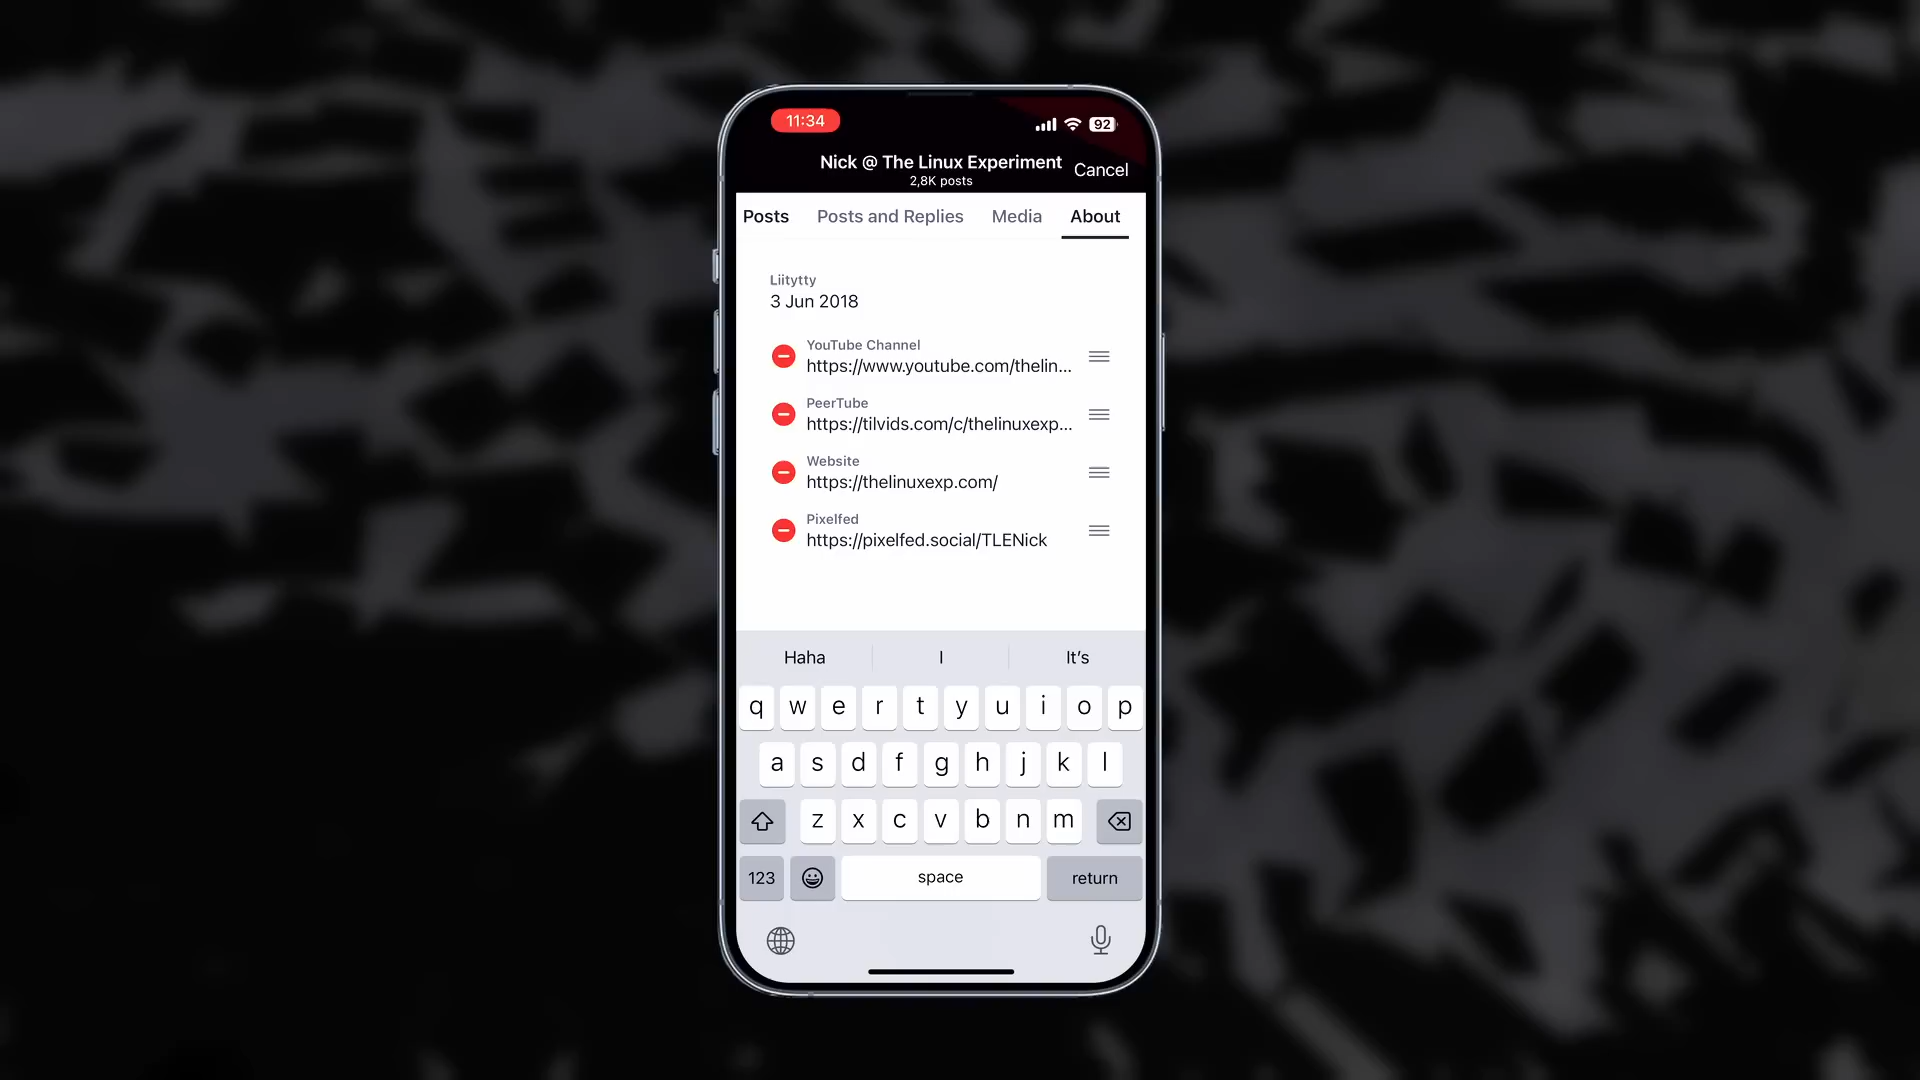 11:34
92
Nick @ The Linux Experiment
2,8K posts
Cancel
Posts Posts and Replies Media About
Liitytty
3 Jun 2018
YouTube Channel
https://www.youtube.com/thelin...
PeerTube
https://tilvids.com/c/thelinuxexp...
Website
https://thelinuxexp.com/
Pixelfed
https://pixelfed.social/TLENick
Haha I It's
q w e r t y u i o p
a s d f g h j k l
z x c v b n m
123 space return